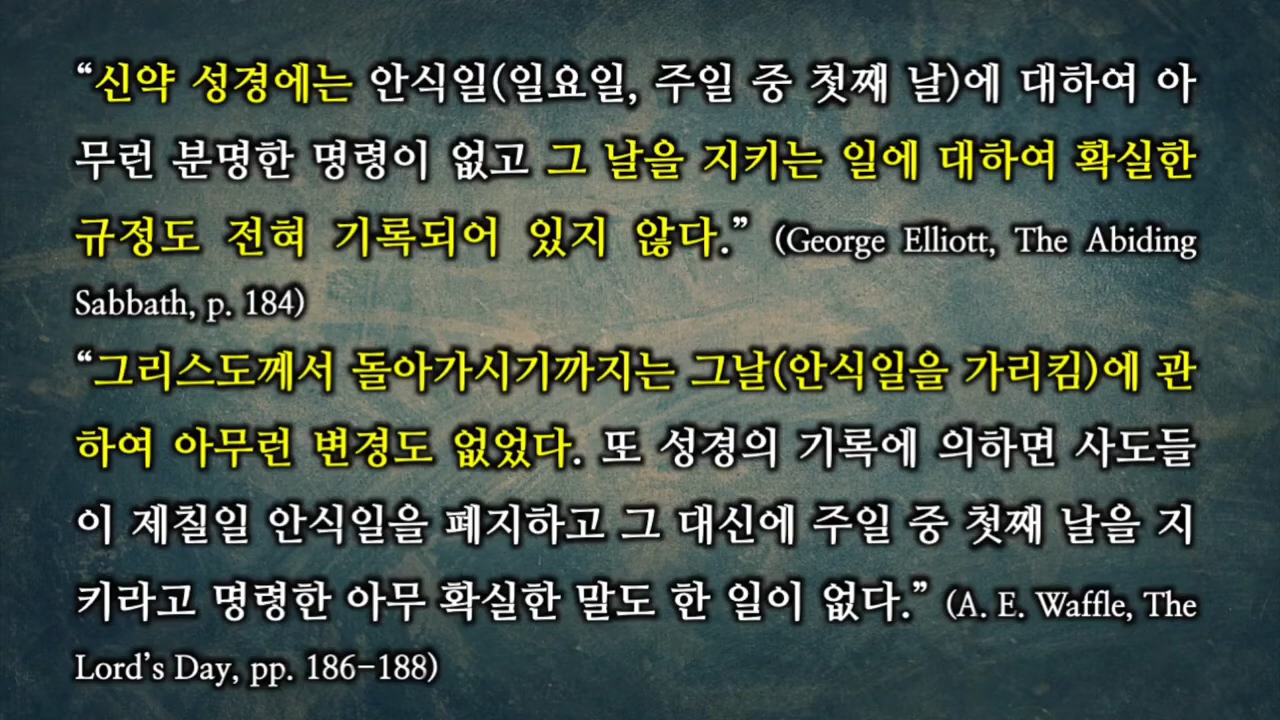 “신약 성경에는 안식일(일요일, 주일 중 첫째 날)에 대하여 아
무런 분명한 명령이 없고 그 날을 지키는 일에 대하여 확실한
규정도 전혀 기록되어 있지 않다.” (George Elliott, The Abiding
Sabbath, p. 184)
“그리스도께서 돌아가시기까지는 그날(안식일을 가리킴)에 관
하여 아무런 변경도 없었다. 또 성경의 기록에 의하면 사도들
이 제칠일 안식일을 폐지하고 그 대신에 주일 중 첫째 날을 지
키라고 명령한 아무 확실한 말도 한 일이 없다.” (A. E. Waffle, The
Lord’s Day, pp. 186-188)